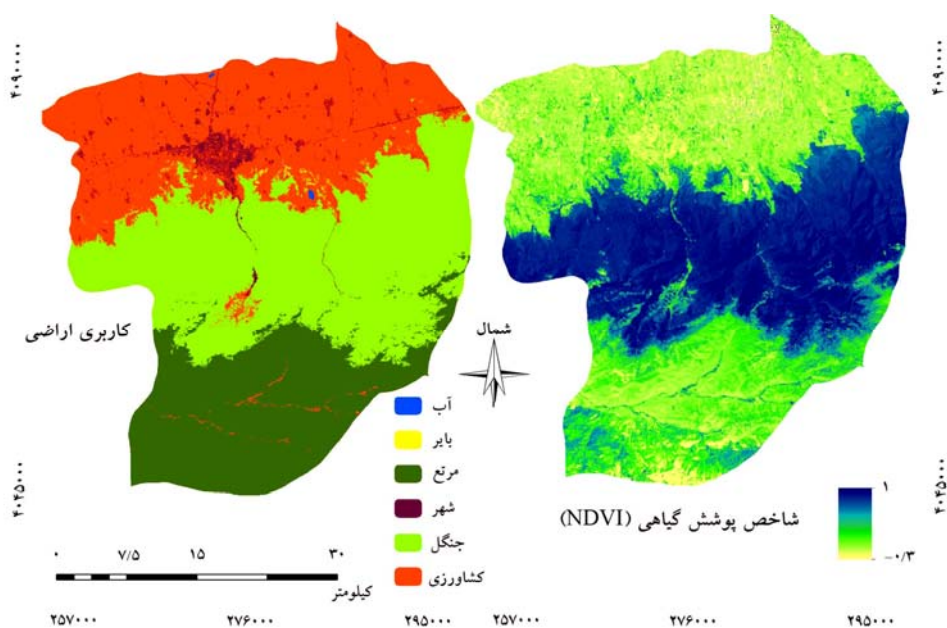 ۴۰۹۰۰۰۰
۴۰۹۰۰۰۰
کاربری اراضی
شمال
آب
بایر
مرتع
شهر
جنگل
کشاورزی
۴۰۴۵۰۰۰
۴۰۴۵۰۰۰
شاخص پوشش گیاهی (NDVI)
۱
-۰/۳
۰ ۷/۵ ۱۵ ۳۰
کیلومتر
۲۵۷۰۰۰ ۲۷۶۰۰۰ ۲۹۵۰۰۰
۲۵۷۰۰۰ ۲۷۶۰۰۰ ۲۹۵۰۰۰